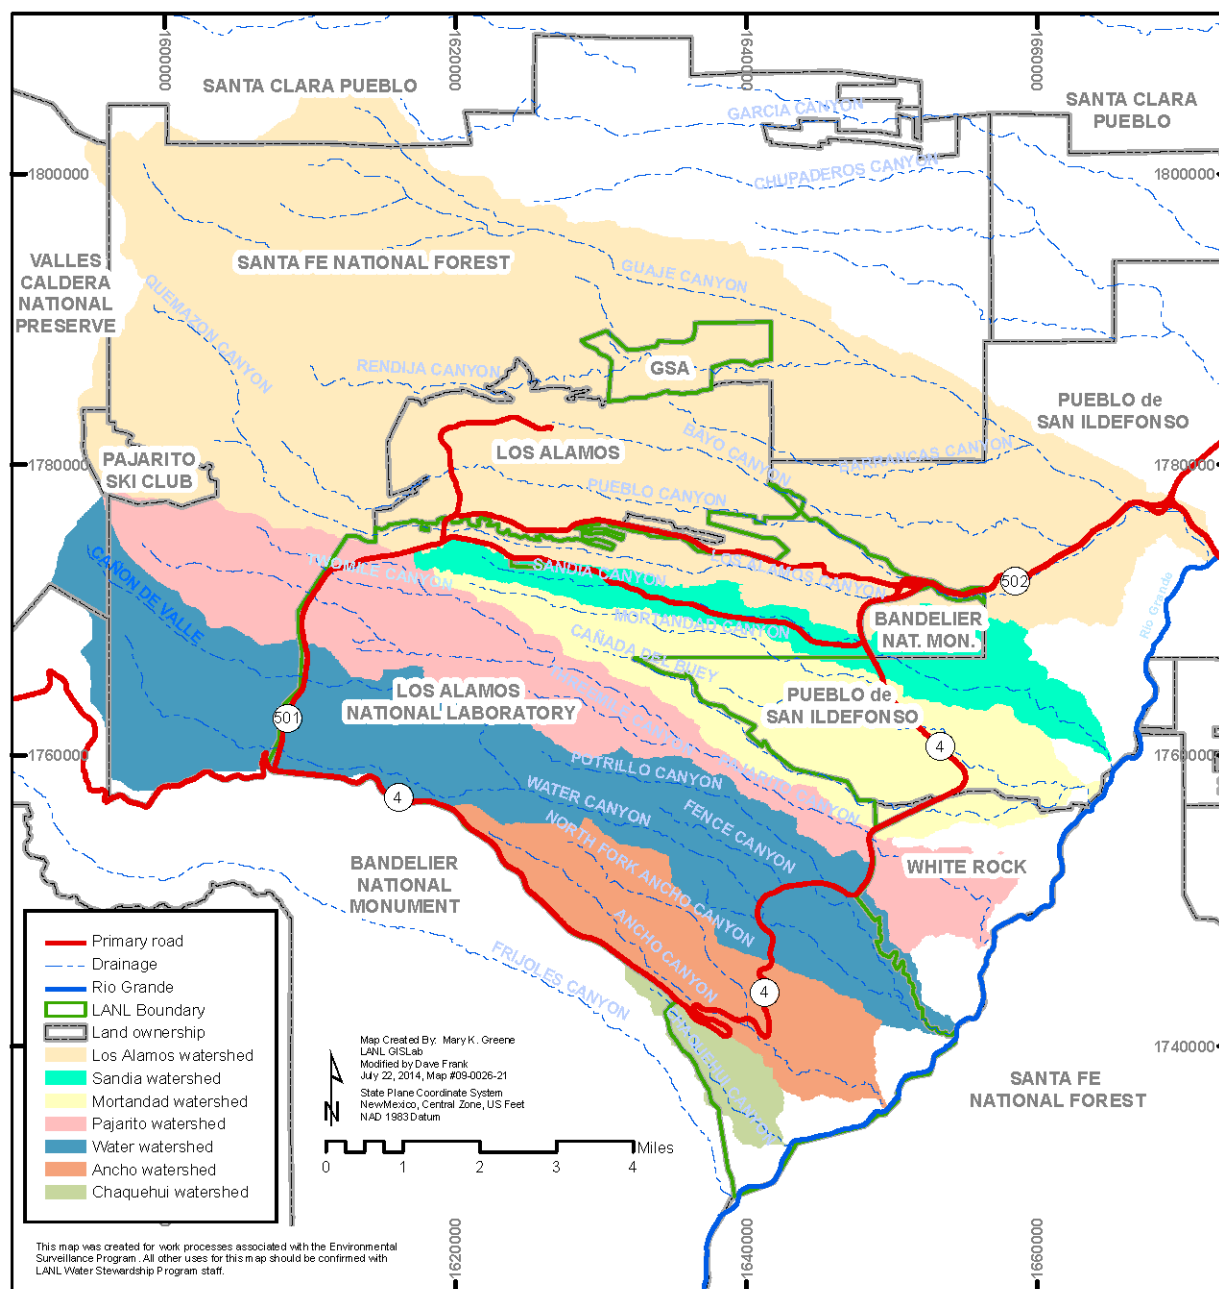 1600000
1620000
1640000
1660000
SANTA CLARA PUEBLO
GARCIA CANYON
SANTA CLARA
PUEBLO
1800000
CHUPADEROS CANYON
1800000
VALLES
CALDERA
NATIONAL
PRESERVE
SANTA FE NATIONAL FOREST
GUAJE CANYON
QUEMAZON CANYON
RENDIJA CANYON
GSA
PUEBLO de
SAN ILDEFONSO
BAYO CANYON
BARRANCAS CANYON
PAJARITO
SKI CLUB
LOS ALAMOS
1780000
1780000
PUEBLO CANYON
CAÑON DE VALLE
SANDIA CANYON
LOS ALAMOS CANYON
502
Rio Grande
MORTANDAD CANYON
BANDELIER
NAT. MON.
CAÑADA DEL BUEY
LOS ALAMOS
NATIONAL LABORATORY
PUEBLO de
SAN ILDEFONSO
501
4
1760000
PAJARITO CANYON
POTRILLO CANYON
WATER CANYON
FENCE CANYON
4
NORTH FORK ANCHO CANYON
WHITE ROCK
BANDELIER
NATIONAL
MONUMENT
ANCHO CANYON
FRIJOLES CANYON
4
Primary road
Drainage
Rio Grande
LANL Boundary
Land ownership
Los Alamos watershed
Sandia watershed
Mortandad watershed
Pajarito watershed
Water watershed
Ancho watershed
Chaquehui watershed
Map Created By: Mary K. Greene
LANL GISLab
Modified by Dave Frank
July 22, 2014, Map #09-0026-21
State Plane Coordinate System
New Mexico, Central Zone, US Feet
NAD 1983 Datum
N
0 1 2 3 4 Miles
1740000
SANTA FE
NATIONAL FOREST
This map was created for work processes associated with the Environmental
Surveillance Program. All other uses for this map should be confirmed with
LANL Water Stewardship Program staff.
1620000
1640000
1660000